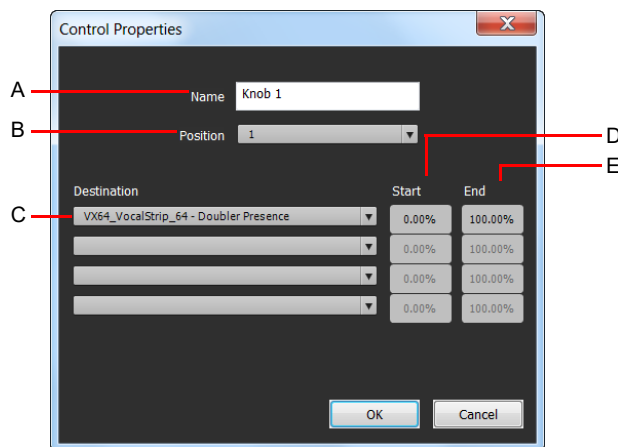 Control Properties
X
A
Name Knob 1
B
Position 1
D
E
Destination Start End
C
VX64_VocalStrip_64 - Doubler Presence 0.00% 100.00%
0.00% 100.00%
0.00% 100.00%
0.00% 100.00%
OK Cancel